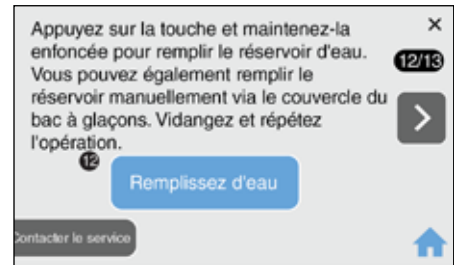 Appuyez sur la touche et maintenez-la
enfoncée pour remplir le réservoir d'eau.
Vous pouvez également remplir le
réservoir manuellement via le couvercle du
bac à glaçons. Vidangez et répétez
l'opération.
×
12/13
>
12
Remplissez d'eau
Contacter le service